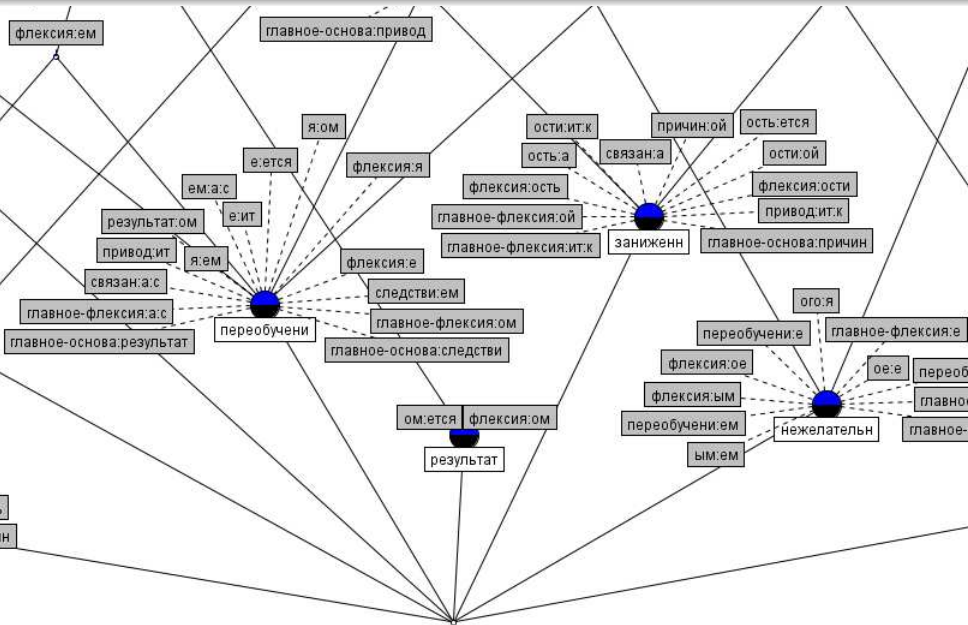 флексия:ем
главное-основа:привод
я:ом
е:ется
флексия:я
ем:а:с
е:ит
результат:ом
привод:ит
я:ем
связан:а:с
главное-флексия:а:с
главное-основа:результат
флексия:е
следстви:ем
главное-флексия:ом
главное-основа:следстви
переобучени
ости:ит:к
причин:ой
ость:ется
ость:а
связан:а
ости:ой
флексия:ость
флексия:ости
главное-флексия:ой
привод:ит:к
главное-флексия:ит:к
главное-основа:причин
заниженн
ого:я
переобучени:е
главное-флексия:е
флексия:ое
ое:е
переоб
флексия:ым
главно
переобучени:ем
главное-
ым:ем
нежелательн
ом:ется
флексия:ом
результат
н